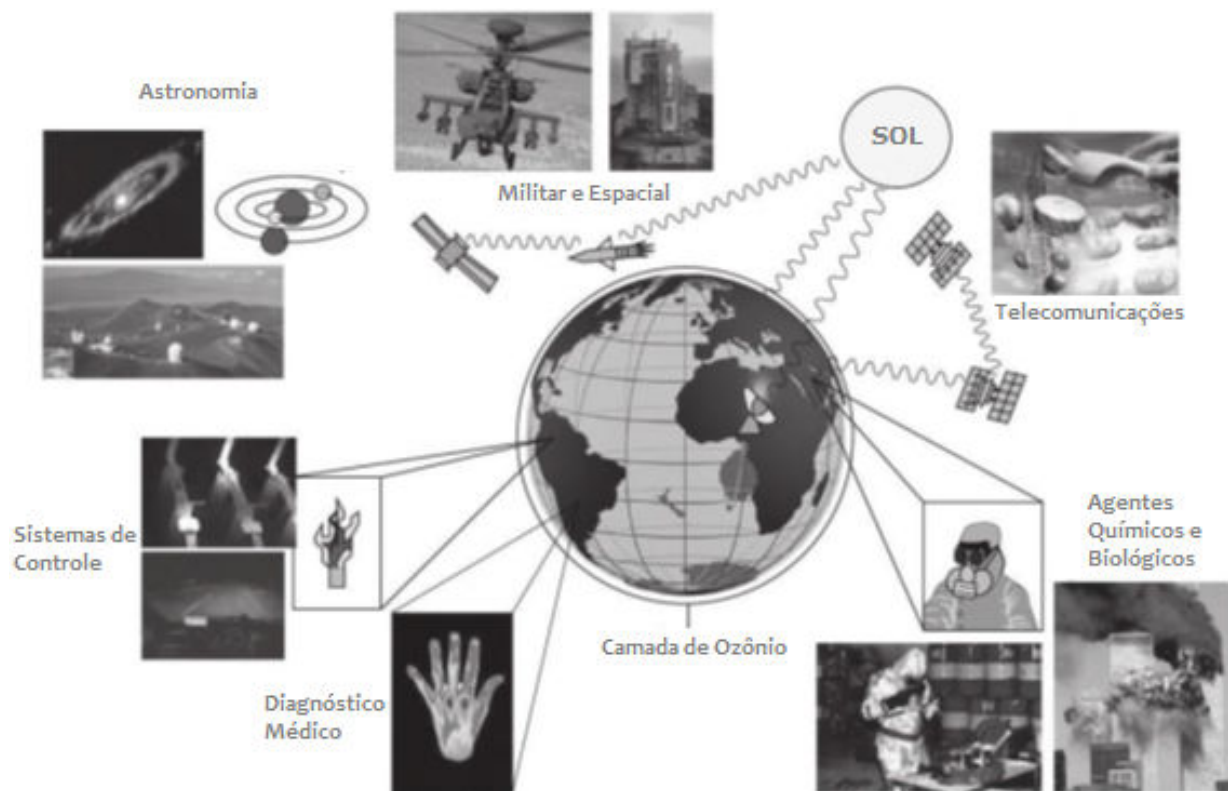 Astronomia
Militar e Espacial
SOL
Telecomunicações
Sistemas de
Controle
Agentes
Químicos e
Biológicos
Camada de Ozônio
Diagnóstico
Médico